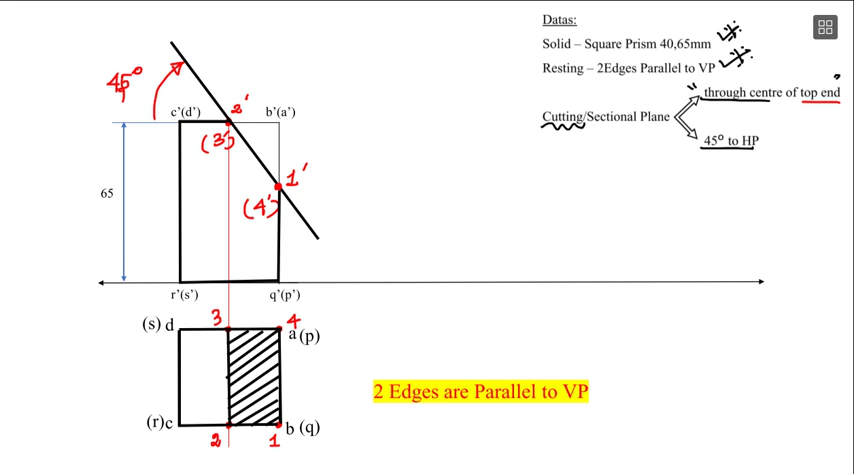 Datas:
Solid – Square Prism 40,65mm
Resting – 2Edges Parallel to VP
through centre of top end
Cutting/Sectional Plane
45° to HP
45°
c'(d')
2'
b'(a')
(3')
1'
65
(4')
r'(s')
q'(p')
(s) d
3
4
a (p)
2 Edges are Parallel to VP
(r)c
2
1
b (q)